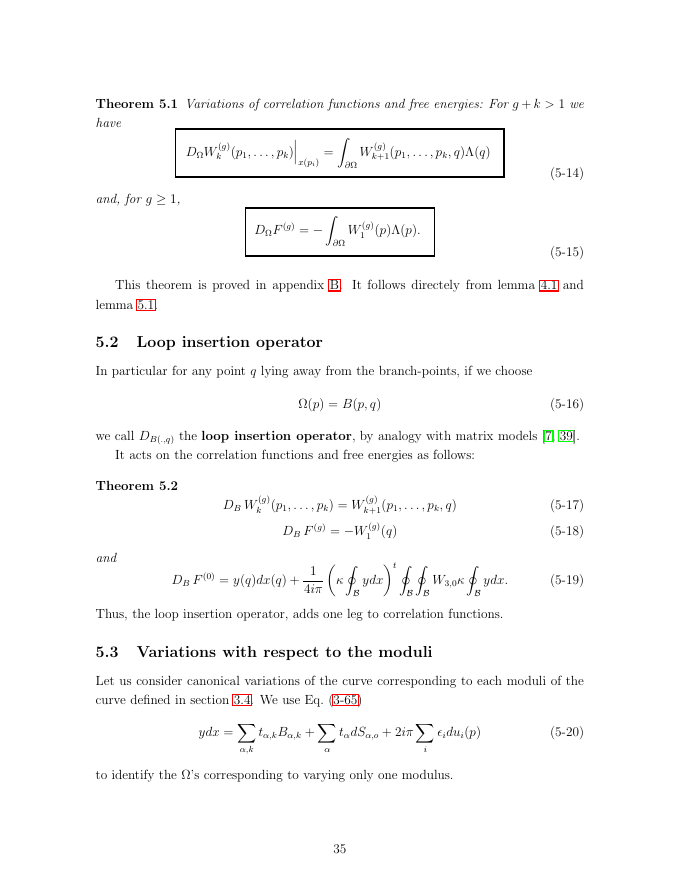 Theorem 5.1 Variations of correlation functions and free energies: For g + k > 1 we
have
D_Ω W_k^{(g)}(p_1, . . . , p_k)|_{x(p_i)} = ∫_{∂Ω} W_{k+1}^{(g)}(p_1, . . . , p_k, q)Λ(q)
(5-14)
and, for g ≥ 1,
D_Ω F^{(g)} = − ∫_{∂Ω} W_1^{(g)}(p)Λ(p).
(5-15)
This theorem is proved in appendix B. It follows directely from lemma 4.1 and
lemma 5.1.
5.2 Loop insertion operator
In particular for any point q lying away from the branch-points, if we choose
Ω(p) = B(p, q) (5-16)
we call D_{B(.,q)} the loop insertion operator, by analogy with matrix models [7, 39].
It acts on the correlation functions and free energies as follows:
Theorem 5.2
D_B W_k^{(g)}(p_1, . . . , p_k) = W_{k+1}^{(g)}(p_1, . . . , p_k, q) (5-17)
D_B F^{(g)} = −W_1^{(g)}(q) (5-18)
and
D_B F^{(0)} = y(q)dx(q) + \frac{1}{4iπ} (κ ∮_B ydx)^t ∮_B ∮_B W_{3,0} κ ∮_B ydx. (5-19)
Thus, the loop insertion operator, adds one leg to correlation functions.
5.3 Variations with respect to the moduli
Let us consider canonical variations of the curve corresponding to each moduli of the
curve defined in section 3.4. We use Eq. (3-65)
ydx = ∑_{α,k} t_{α,k} B_{α,k} + ∑_α t_α dS_{α,o} + 2iπ ∑_i ϵ_i du_i(p) (5-20)
to identify the Ω's corresponding to varying only one modulus.
35